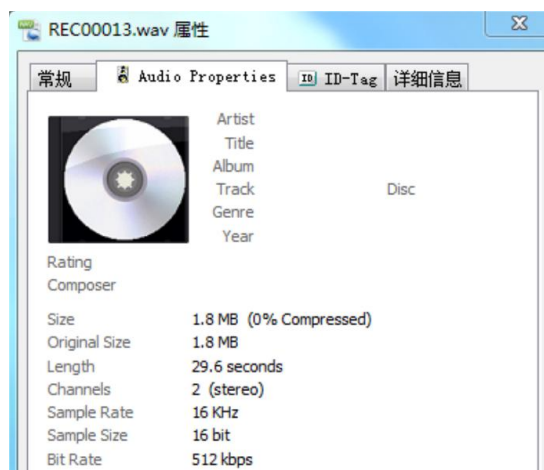 REC00013.wav 属性
常规 Audio Properties ID ID-Tag 详细信息
Artist
Title
Album
Track Disc
Genre
Year
Rating
Composer
Size 1.8 MB (0% Compressed)
Original Size 1.8 MB
Length 29.6 seconds
Channels 2 (stereo)
Sample Rate 16 KHz
Sample Size 16 bit
Bit Rate 512 kbps